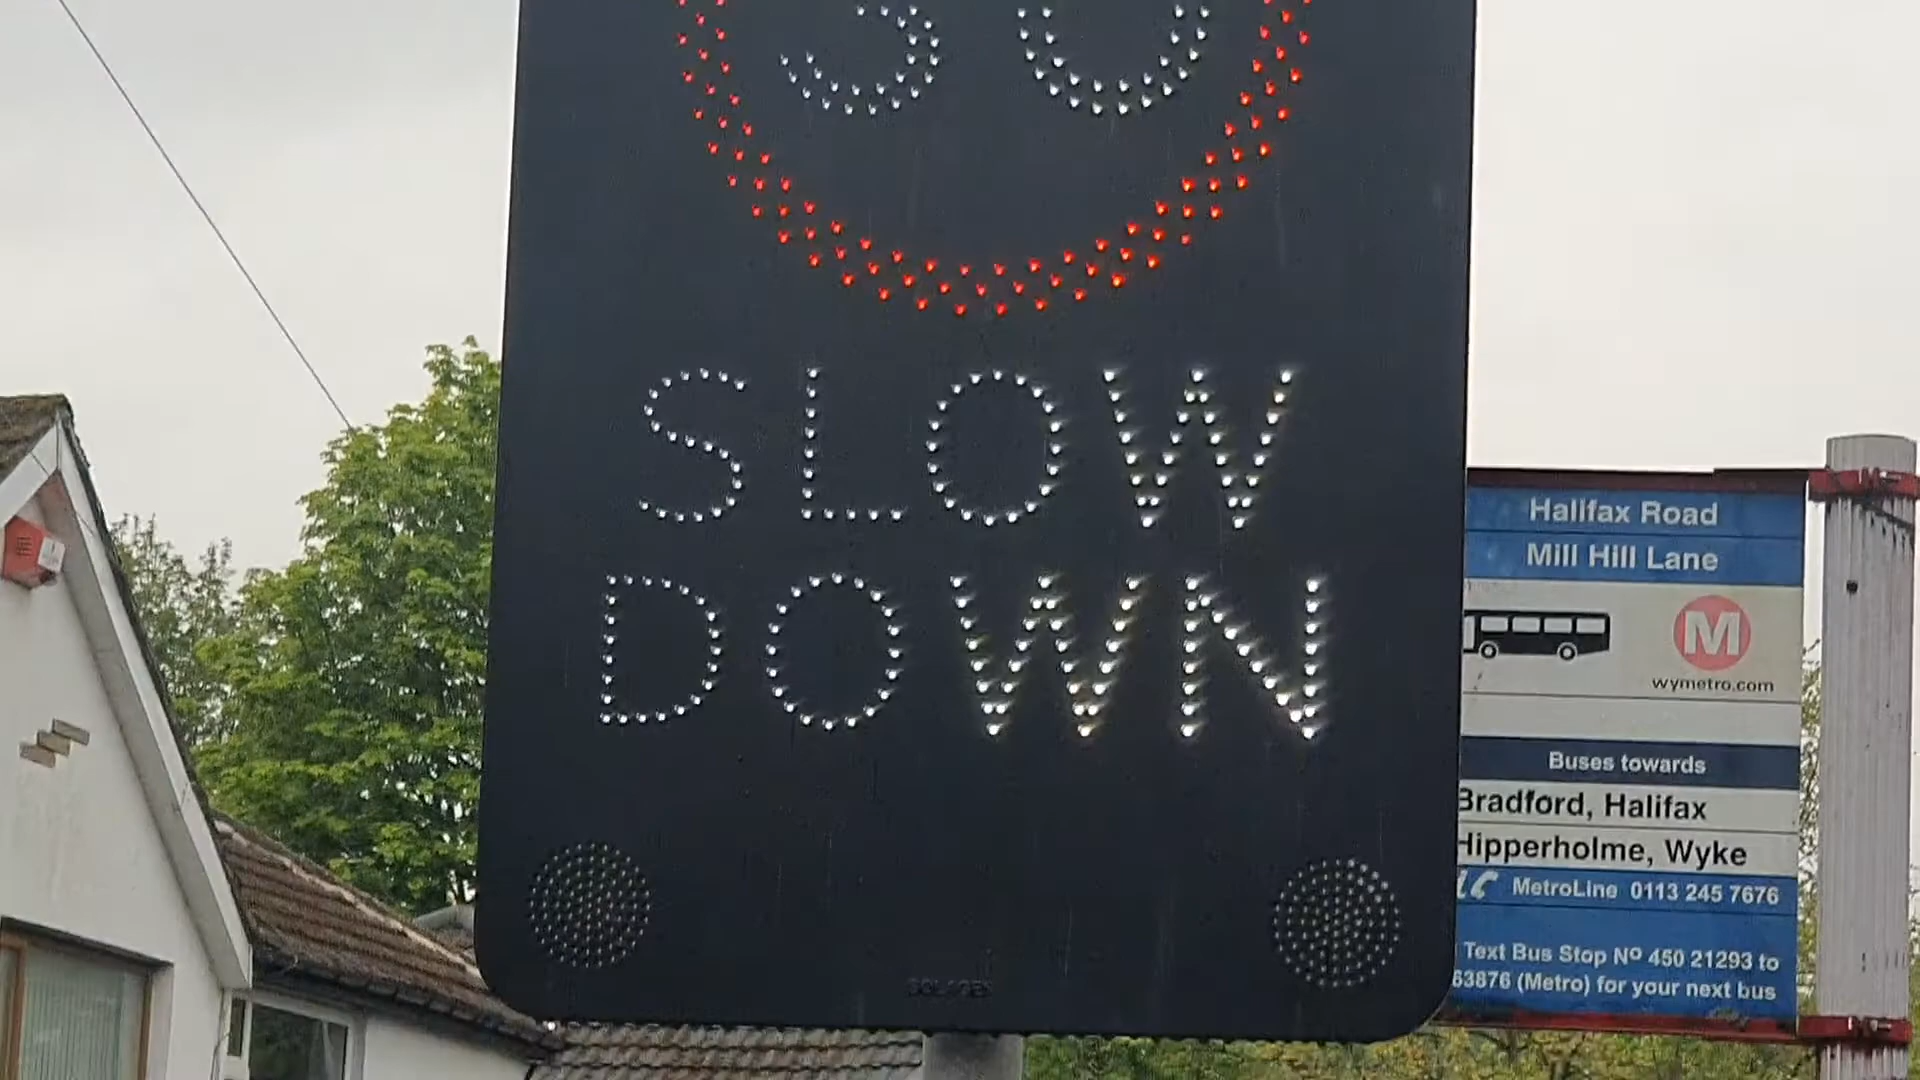 30
SLOW
DOWN
Halifax Road
Mill Hill Lane
M
wymetro.com
Buses towards
Bradford, Halifax
Hipperholme, Wyke
MetroLine 0113 245 7676
Text Bus Stop Nº 450 21293 to
63876 (Metro) for your next bus